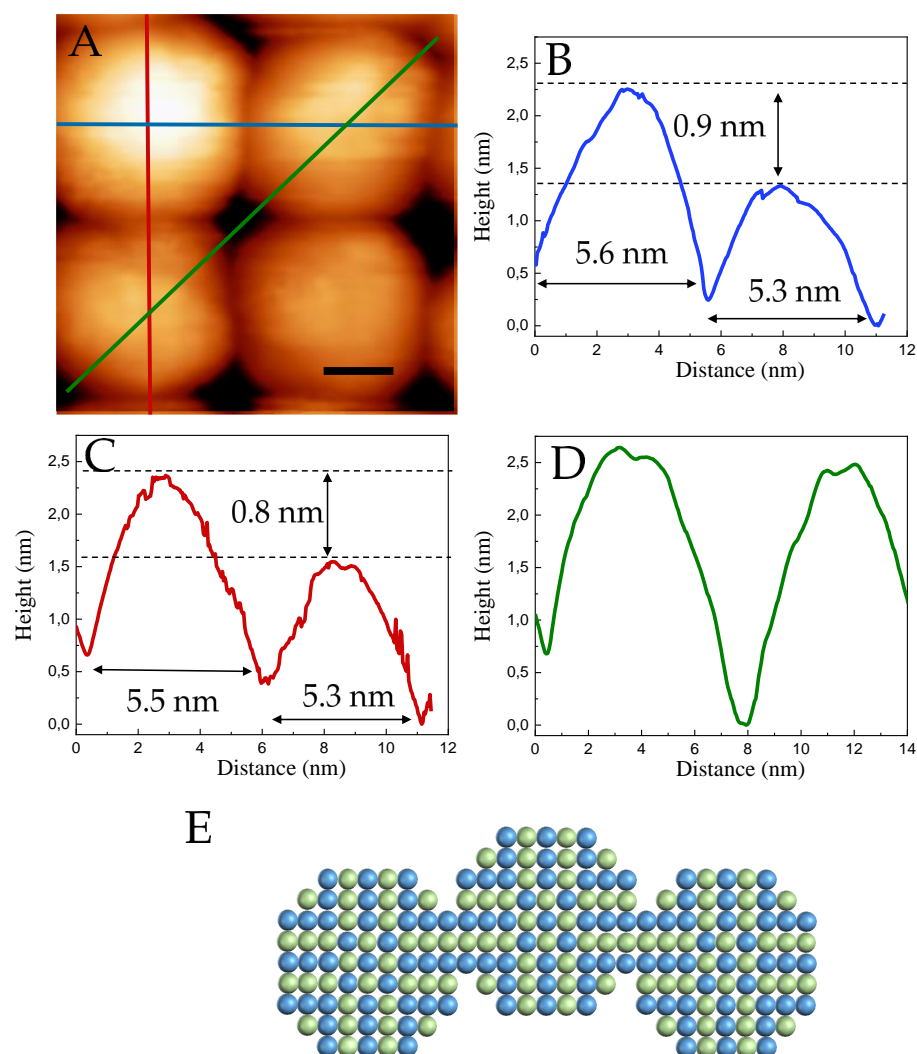 A
B
2,5
2,0
1,5
1,0
0,5
0,0
Height (nm)
0.9 nm
5.6 nm
5.3 nm
0 2 4 6 8 10 12
Distance (nm)
C
2,5
2,0
1,5
1,0
0,5
0,0
Height (nm)
0.8 nm
5.5 nm
5.3 nm
0 2 4 6 8 10 12
Distance (nm)
D
2,5
2,0
1,5
1,0
0,5
0,0
Height (nm)
0 2 4 6 8 10 12 14
Distance (nm)
E